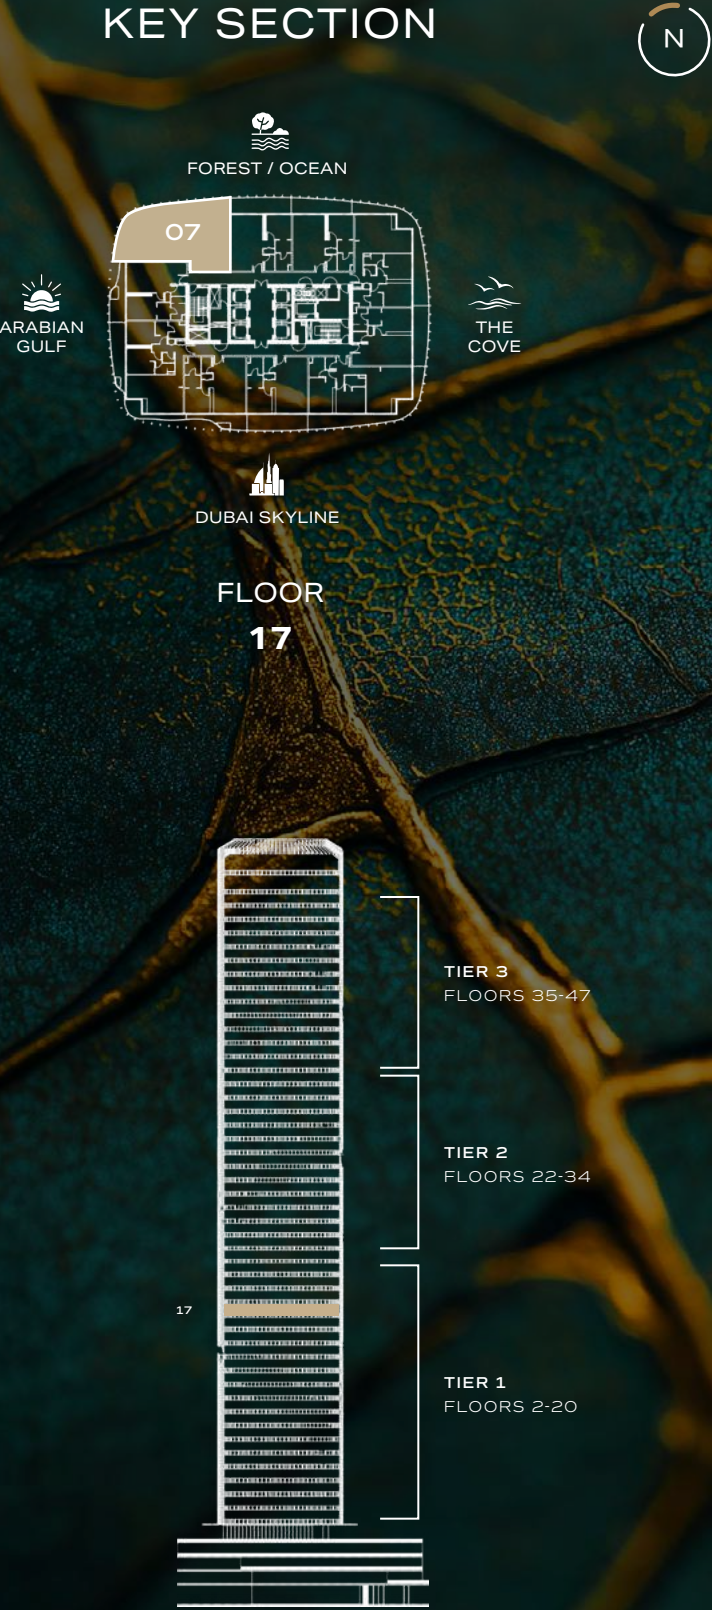 KEY SECTION
N
FOREST / OCEAN
07
ARABIAN
GULF
THE
COVE
DUBAI SKYLINE
FLOOR
17
TIER 3
FLOORS 35-47
TIER 2
FLOORS 22-34
17
TIER 1
FLOORS 2-20